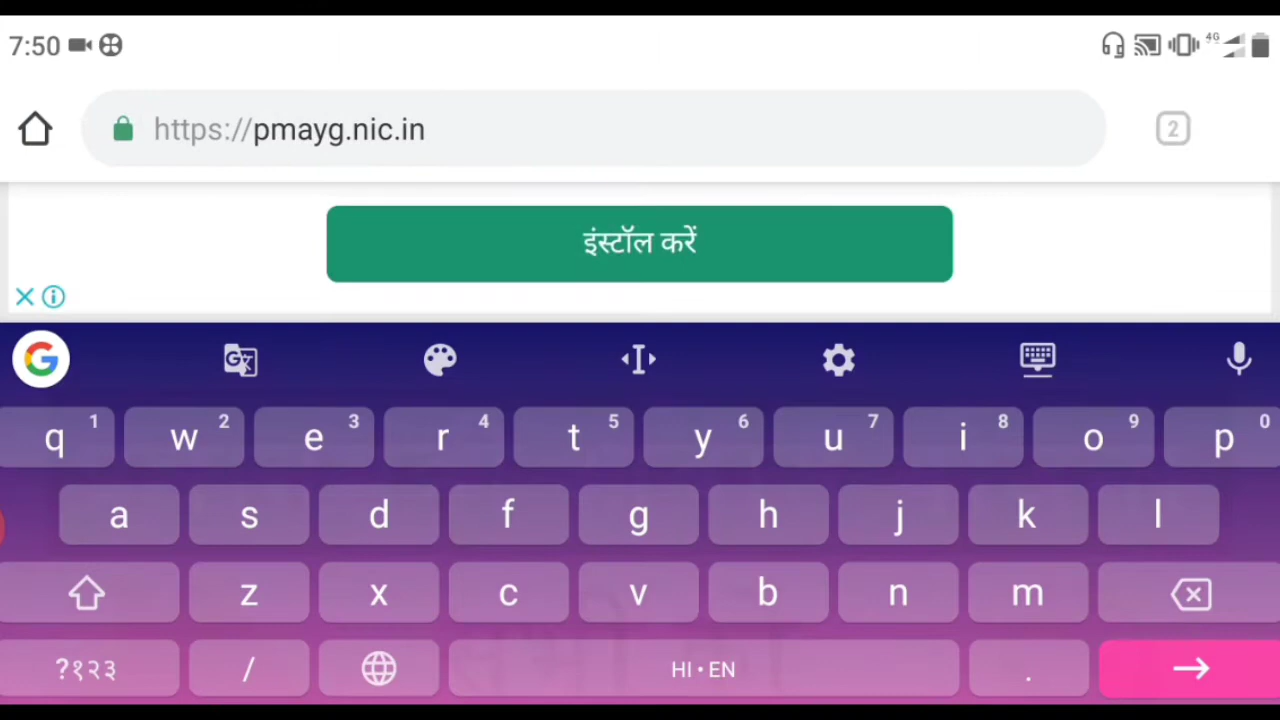 7:50
4G
https://pmayg.nic.in
2
इंस्टॉल करें
q 1 w 2 e 3 r 4 t 5 y 6 u 7 i 8 o 9 p 0
a s d f g h j k l
z x c v b n m
?१२३ / HI • EN .